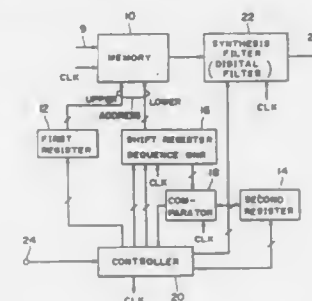 10
22
9
MEMORY
SYNTHESIS
FILTER
(DIGITAL
FILTER)
2
CLK
UPPER
LOWER
ADDRESS
CLK
12
16
FIRST
REGISTER
SHIFT REGISTER
SEQUENCE GNR
18
14
CLK
COM-
PARATOR
SECOND
REGISTER
CLK
24
CONTROLLER
CLK
20